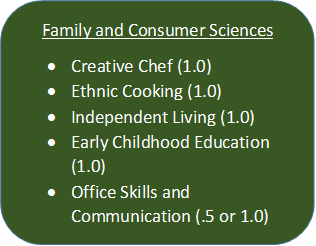 Family and Consumer Sciences
• Creative Chef (1.0)
• Ethnic Cooking (1.0)
• Independent Living (1.0)
• Early Childhood Education
(1.0)
• Office Skills and
Communication (.5 or 1.0)